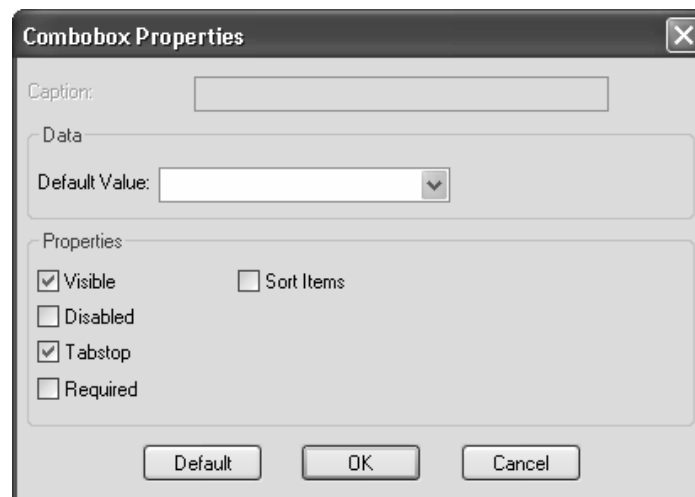 Combobox Properties
Caption:
Data
Default Value:
Properties
Visible Sort Items
Disabled
Tabstop
Required
Default OK Cancel